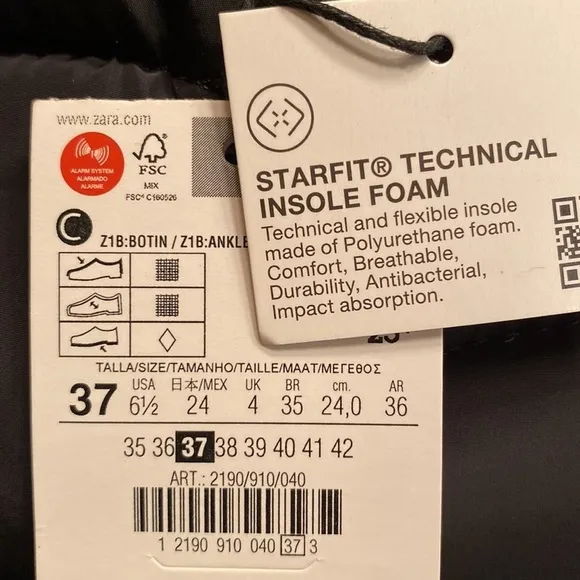 www.zara.com
ALARM SYSTEM
ALARMADO
ALARME
FSC
MIX
FSC® C160526
Z1B:BOTIN / Z1B:ANKLE
STARFIT® TECHNICAL
INSOLE FOAM
Technical and flexible insole
made of Polyurethane foam.
Comfort, Breathable,
Durability, Antibacterial,
Impact absorption.
TALLA/SIZE/TAMANHO/TAILLE/MAAT/ΜΕΓΕΘΟΣ
USA 日本/MEX UK BR cm. AR
37 6½ 24 4 35 24,0 36
35 36 37 38 39 40 41 42
ART.: 2190/910/040
1 2190 910 040 37 3